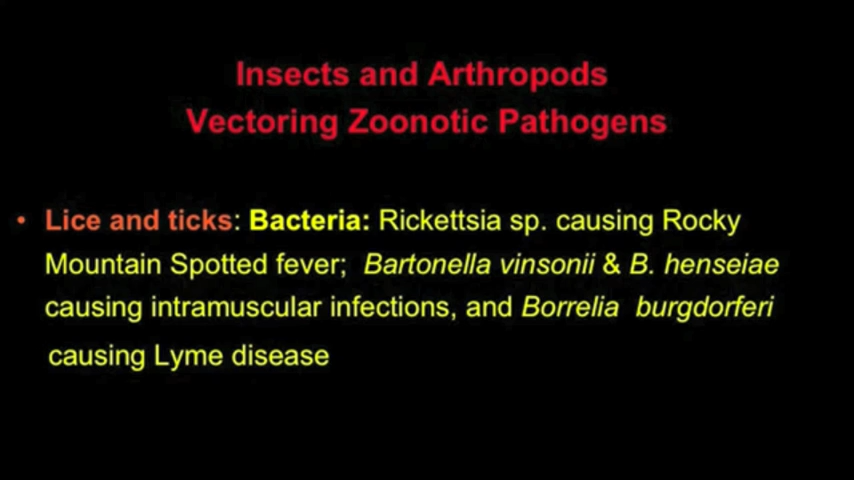 Insects and Arthropods
Vectoring Zoonotic Pathogens
• Lice and ticks: Bacteria: Rickettsia sp. causing Rocky
Mountain Spotted fever; Bartonella vinsonii & B. henseiae
causing intramuscular infections, and Borrelia burgdorferi
causing Lyme disease